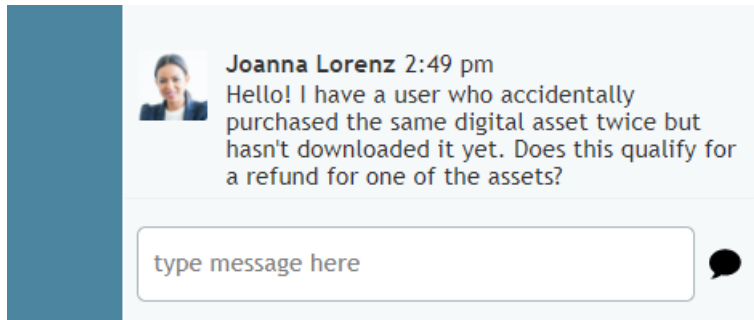 Joanna Lorenz 2:49 pm
Hello! I have a user who accidentally
purchased the same digital asset twice but
hasn't downloaded it yet. Does this qualify for
a refund for one of the assets?
type message here